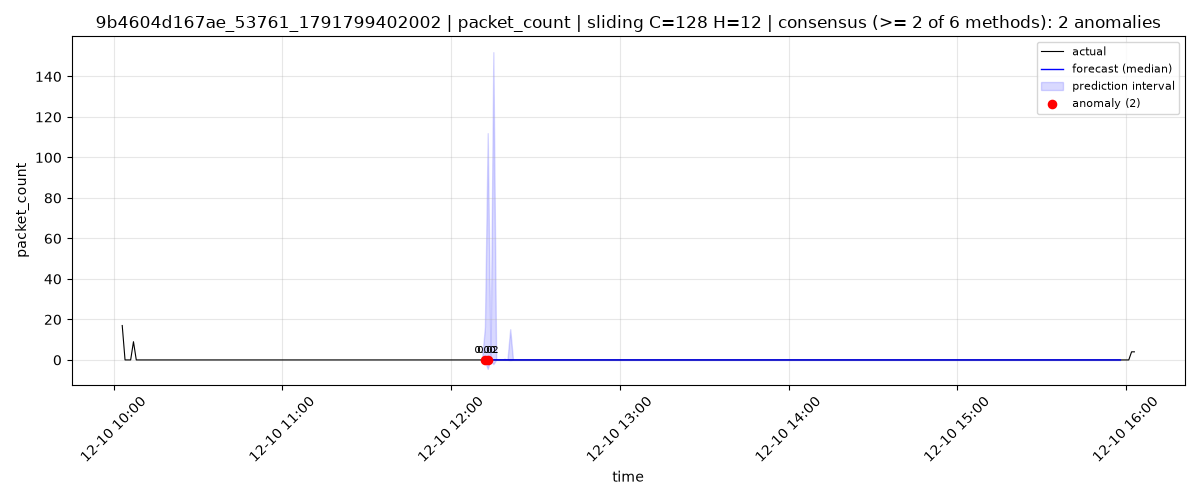 9b4604d167ae_53761_1791799402002 | packet_count | sliding C=128 H=12 | consensus (>= 2 of 6 methods): 2 anomalies
actual
forecast (median)
prediction interval
anomaly (2)
packet_count
140
120
100
80
60
40
20
0
12-10 10:00
12-10 11:00
12-10 12:00
12-10 13:00
12-10 14:00
12-10 15:00
12-10 16:00
time